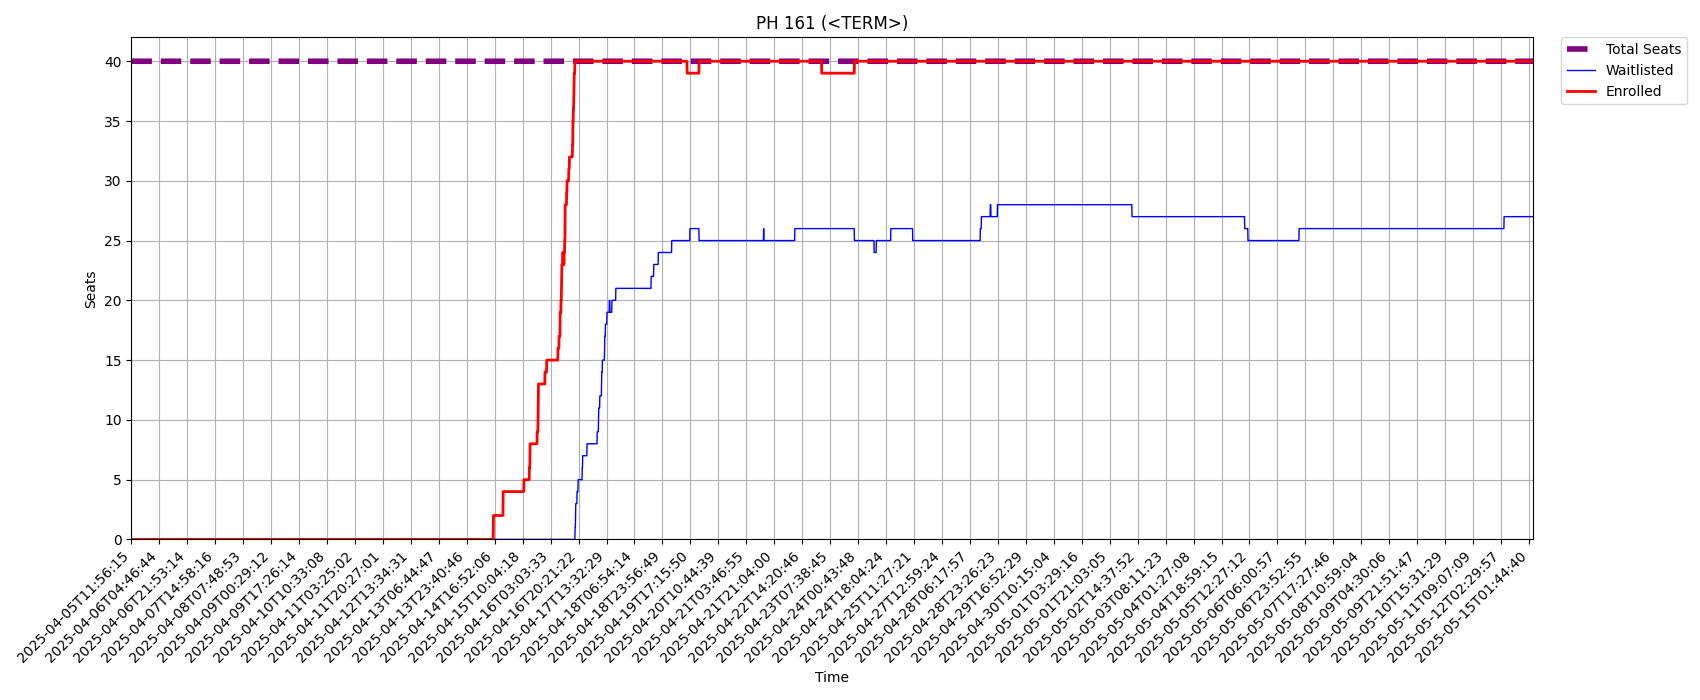 PH 161 (<TERM>)
Total Seats
Waitlisted
Enrolled
Seats
40
35
30
25
20
15
10
5
0
2025-04-05T11:56:15
2025-04-06T04:46:44
2025-04-06T21:53:14
2025-04-07T14:58:16
2025-04-08T07:48:53
2025-04-09T00:29:12
2025-04-09T17:26:14
2025-04-10T10:33:08
2025-04-11T03:25:02
2025-04-11T20:27:01
2025-04-12T13:34:31
2025-04-13T06:44:47
2025-04-13T23:40:46
2025-04-14T16:52:06
2025-04-15T10:04:18
2025-04-16T03:03:33
2025-04-16T20:21:22
2025-04-17T13:32:29
2025-04-18T06:54:14
2025-04-18T23:56:49
2025-04-19T17:15:50
2025-04-20T10:44:39
2025-04-21T03:46:55
2025-04-21T21:04:00
2025-04-22T14:20:46
2025-04-23T07:38:45
2025-04-24T00:43:48
2025-04-24T18:04:24
2025-04-25T11:27:21
2025-04-27T12:59:24
2025-04-28T06:17:57
2025-04-28T23:26:23
2025-04-29T16:52:29
2025-04-30T10:15:04
2025-05-01T03:29:16
2025-05-01T21:03:05
2025-05-02T14:37:52
2025-05-03T08:11:23
2025-05-04T01:27:08
2025-05-04T18:59:15
2025-05-05T12:27:12
2025-05-06T06:00:57
2025-05-06T23:52:55
2025-05-07T17:27:46
2025-05-08T10:59:04
2025-05-09T04:30:06
2025-05-09T21:51:47
2025-05-10T15:31:29
2025-05-11T09:07:09
2025-05-12T02:29:57
2025-05-15T01:44:40
Time